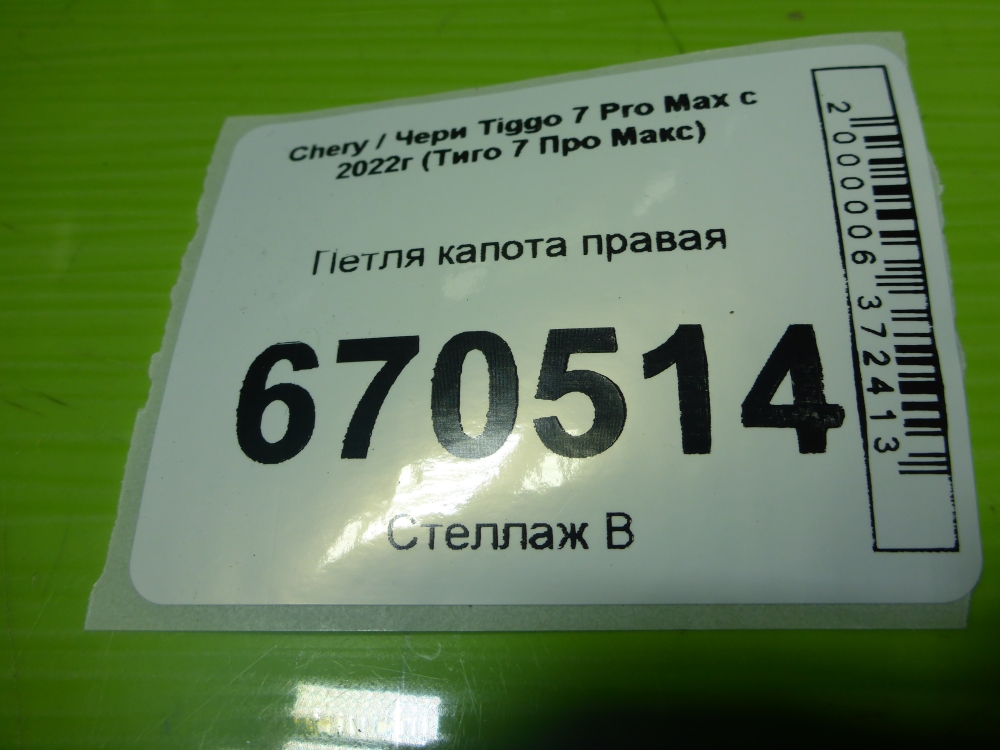 Chery / Чери Tiggo 7 Pro Max с
2022г (Тиго 7 Про Макс)
Петля капота правая
670514
Стеллаж В
2000006372413